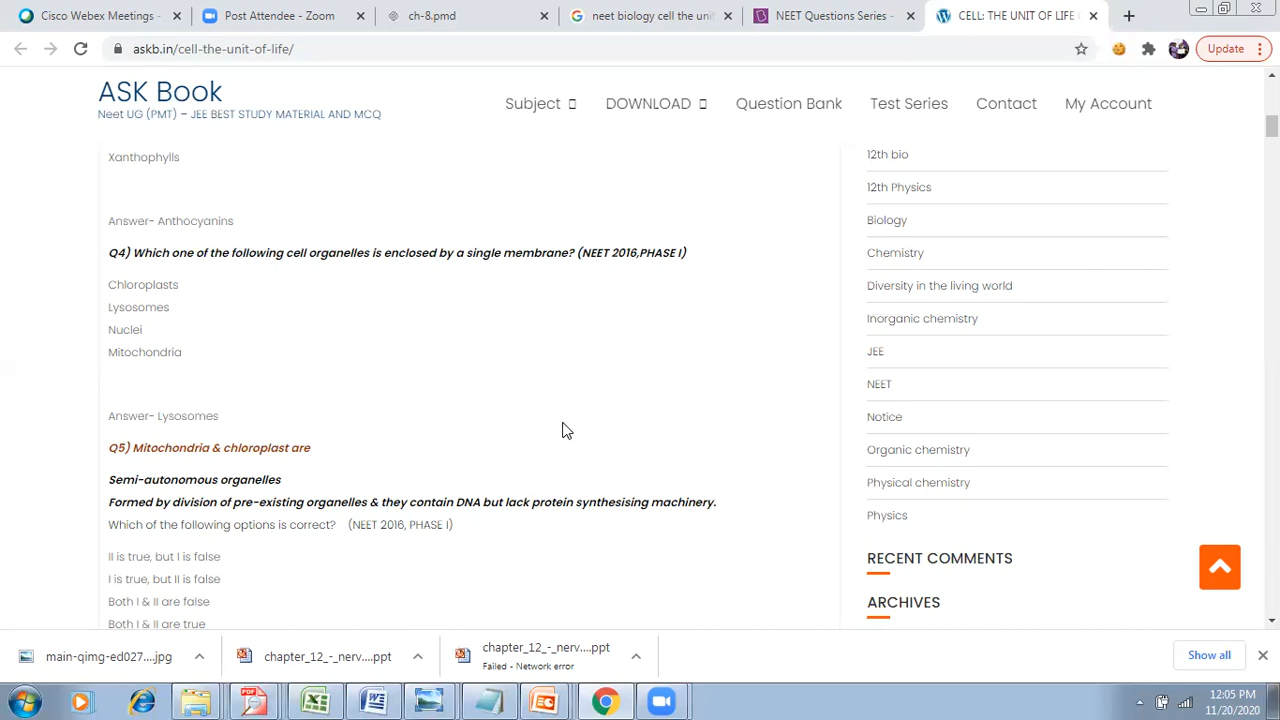 Cisco Webex Meetings -
Post Attendee - Zoom
ch-8.pmd
neet biology cell the uni
NEET Questions Series -
CELL: THE UNIT OF LIFE
askb.in/cell-the-unit-of-life/
Update
ASK Book
Neet UG (PMT) – JEE BEST STUDY MATERIAL AND MCQ
Subject
DOWNLOAD
Question Bank
Test Series
Contact
My Account
Xanthophylls
Answer- Anthocyanins
Q4) Which one of the following cell organelles is enclosed by a single membrane? (NEET 2016,PHASE I)
Chloroplasts
Lysosomes
Nuclei
Mitochondria
Answer- Lysosomes
Q5) Mitochondria & chloroplast are
Semi-autonomous organelles
Formed by division of pre-existing organelles & they contain DNA but lack protein synthesising machinery.
Which of the following options is correct? (NEET 2016, PHASE I)
II is true, but I is false
I is true, but II is false
Both I & II are false
Both I & II are true
12th bio
12th Physics
Biology
Chemistry
Diversity in the living world
Inorganic chemistry
JEE
NEET
Notice
Organic chemistry
Physical chemistry
Physics
RECENT COMMENTS
ARCHIVES
main-qimg-ed027....jpg
chapter_12_-_nerv....ppt
chapter_12_-_nerv....ppt
Failed - Network error
Show all
12:05 PM
11/20/2020